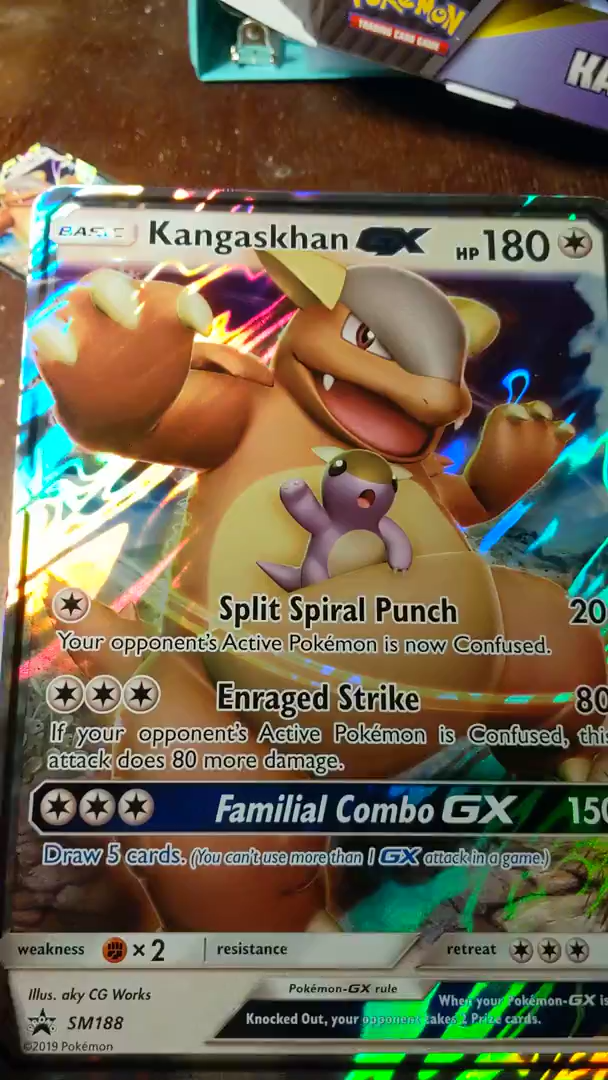 POKéMON
TRADING CARD GAME
KA
BASIC
Kangaskhan GX HP 180
Split Spiral Punch 20
Your opponent's Active Pokémon is now Confused.
Enraged Strike 80
If your opponent's Active Pokémon is Confused, this
attack does 80 more damage.
Familial Combo GX 150
Draw 5 cards. (You can't use more than 1 GX attack in a game.)
weakness ×2 resistance retreat
Illus. aky CG Works
Pokémon-GX rule
When your Pokémon-GX is
Knocked Out, your opponent takes 2 Prize cards.
SM188
©2019 Pokémon